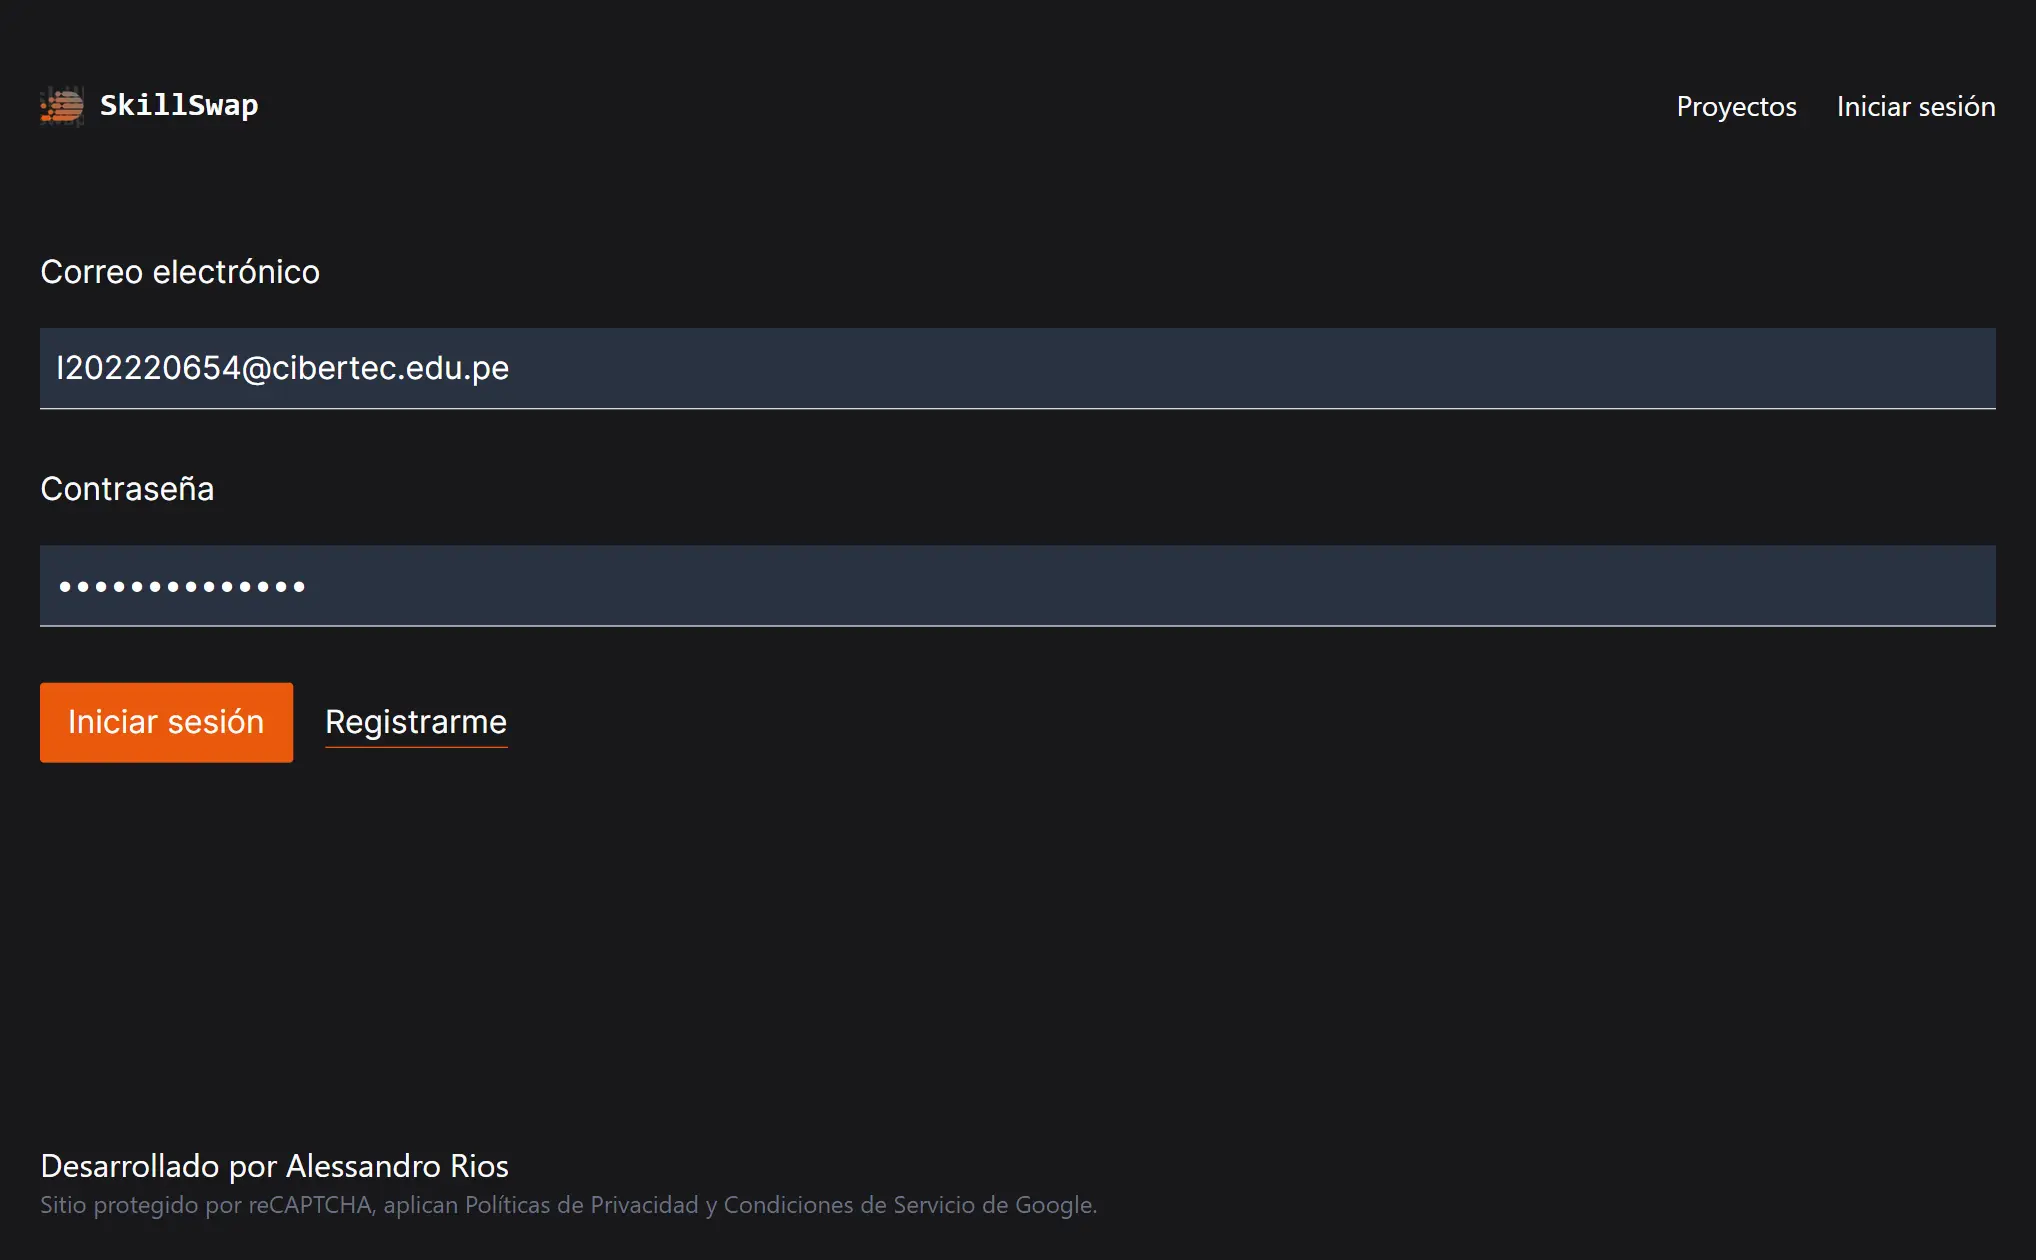 SkillSwap
Proyectos
Iniciar sesión
Correo electrónico
I202220654@cibertec.edu.pe
Contraseña
••••••••••••••
Iniciar sesión
Registrarme
Desarrollado por Alessandro Rios
Sitio protegido por reCAPTCHA, aplican Políticas de Privacidad y Condiciones de Servicio de Google.